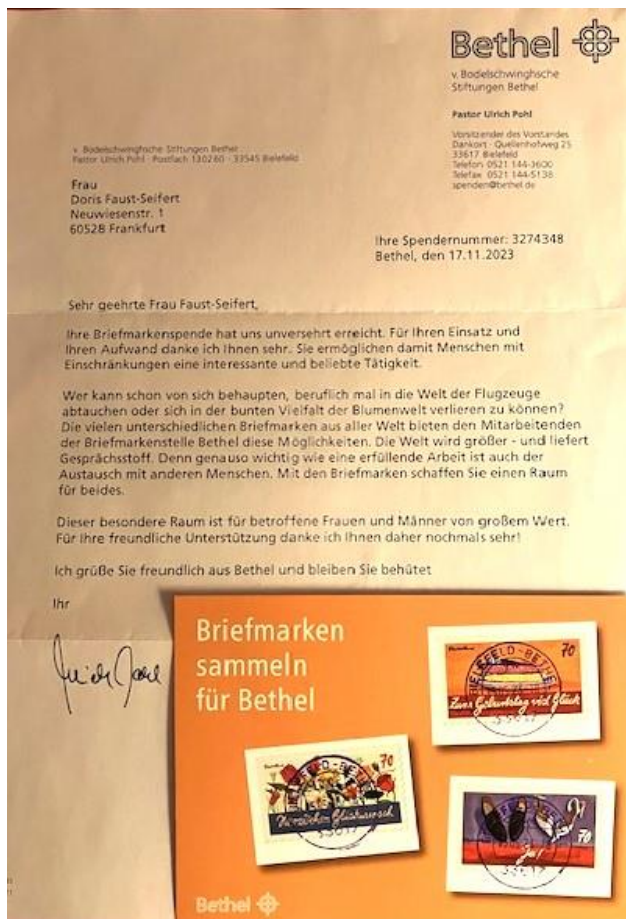 Bethel
v. Bodelschwinghsche
Stiftungen Bethel
Pastor Ulrich Pohl
Vorsitzender des Vorstandes
Dankort · Quellenhofweg 25
33617 Bielefeld
Telefon 0521 144-3600
Telefax 0521 144-5138
spenden@bethel.de
v. Bodelschwinghsche Stiftungen Bethel
Pastor Ulrich Pohl · Postfach 130260 · 33545 Bielefeld
Frau
Doris Faust-Seifert
Neuwiesenstr. 1
60528 Frankfurt
Ihre Spendernummer: 3274348
Bethel, den 17.11.2023
Sehr geehrte Frau Faust-Seifert,
Ihre Briefmarkenspende hat uns unversehrt erreicht. Für Ihren Einsatz und
Ihren Aufwand danke ich Ihnen sehr. Sie ermöglichen damit Menschen mit
Einschränkungen eine interessante und beliebte Tätigkeit.
Wer kann schon von sich behaupten, beruflich mal in die Welt der Flugzeuge
abtauchen oder sich in der bunten Vielfalt der Blumenwelt verlieren zu können?
Die vielen unterschiedlichen Briefmarken aus aller Welt bieten den Mitarbeitenden
der Briefmarkenstelle Bethel diese Möglichkeiten. Die Welt wird größer - und liefert
Gesprächsstoff. Denn genauso wichtig wie eine erfüllende Arbeit ist auch der
Austausch mit anderen Menschen. Mit den Briefmarken schaffen Sie einen Raum
für beides.
Dieser besondere Raum ist für betroffene Frauen und Männer von großem Wert.
Für Ihre freundliche Unterstützung danke ich Ihnen daher nochmals sehr!
Ich grüße Sie freundlich aus Bethel und bleiben Sie behütet
Ihr
Briefmarken
sammeln
für Bethel
70
BIELEFELD-BETHEL
Zum Geburtstag viel Glück
70
BIELEFELD-BETHEL
Herzlichen Glückwunsch
70
Bethel